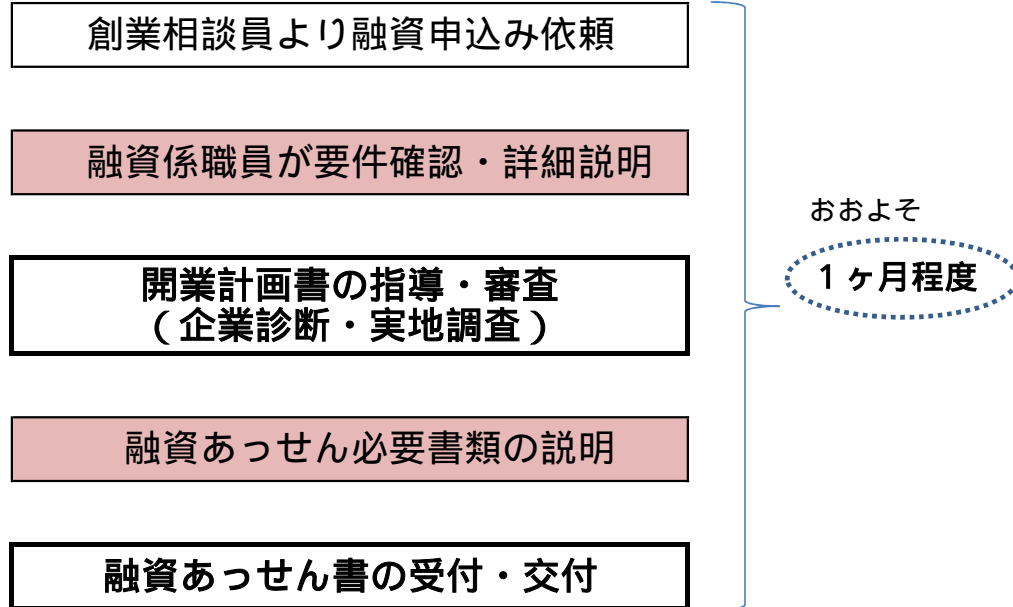 創業相談員より融資申込み依頼
融資係職員が要件確認・詳細説明
開業計画書の指導・審査
(企業診断・実地調査)
融資あっせん必要書類の説明
融資あっせん書の受付・交付
おおよそ
1ヶ月程度